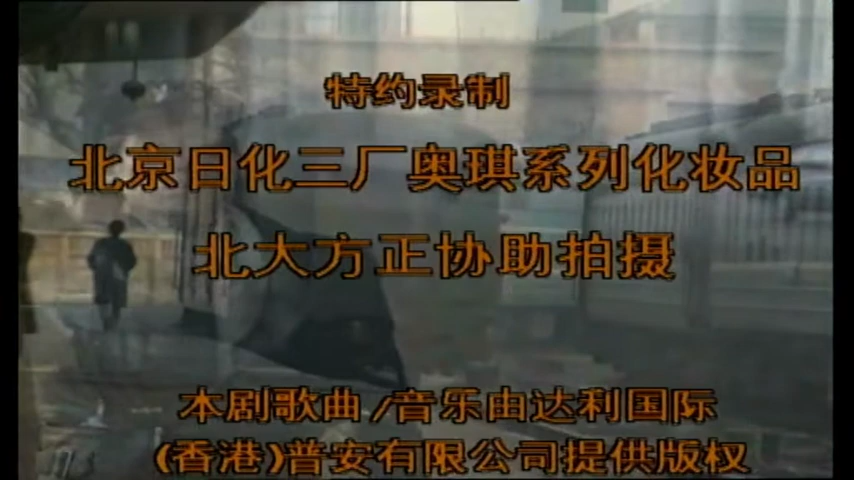 特约录制
北京日化三厂奥琪系列化妆品
北大方正协助拍摄
本剧歌曲/音乐由达利国际
(香港)普安有限公司提供版权